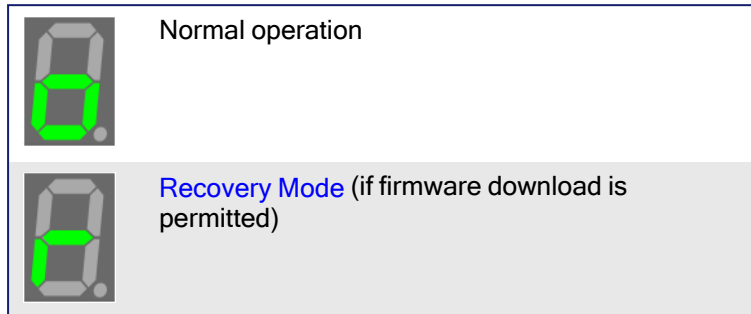 o
Normal operation
r
Recovery Mode (if firmware download is
permitted)